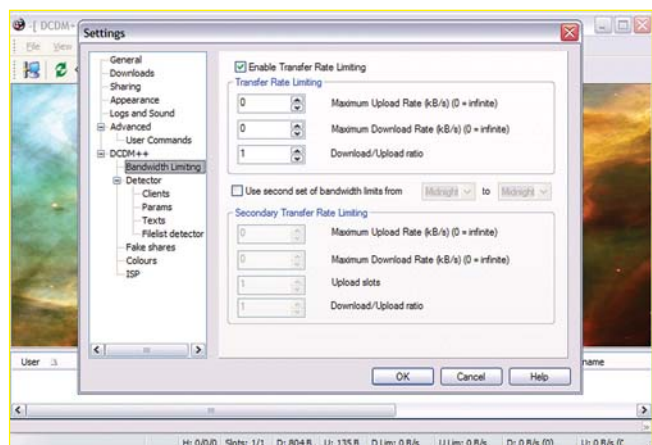 -[ DCDM+
Settings
File View
General
Downloads
Sharing
Appearance
Logs and Sound
Advanced
User Commands
DCDM++
Bandwidth Limiting
Detector
Clients
Params
Texts
Filelist detector
Fake shares
Colours
ISP
Enable Transfer Rate Limiting
Transfer Rate Limiting
0 Maximum Upload Rate (kB/s) (0 = infinite)
0 Maximum Download Rate (kB/s) (0 = infinite)
1 Download/Upload ratio
Use second set of bandwidth limits from Midnight to Midnight
Secondary Transfer Rate Limiting
0 Maximum Upload Rate (kB/s) (0 = infinite)
0 Maximum Download Rate (kB/s) (0 = infinite)
1 Upload slots
1 Download/Upload ratio
OK Cancel Help
User
name
H: 0/0/0 Slots: 1/1 D: 804 B U: 135 B D Lim: 0 B/s U Lim: 0 B/s D: 0 B/s (0) U: 0 B/s (